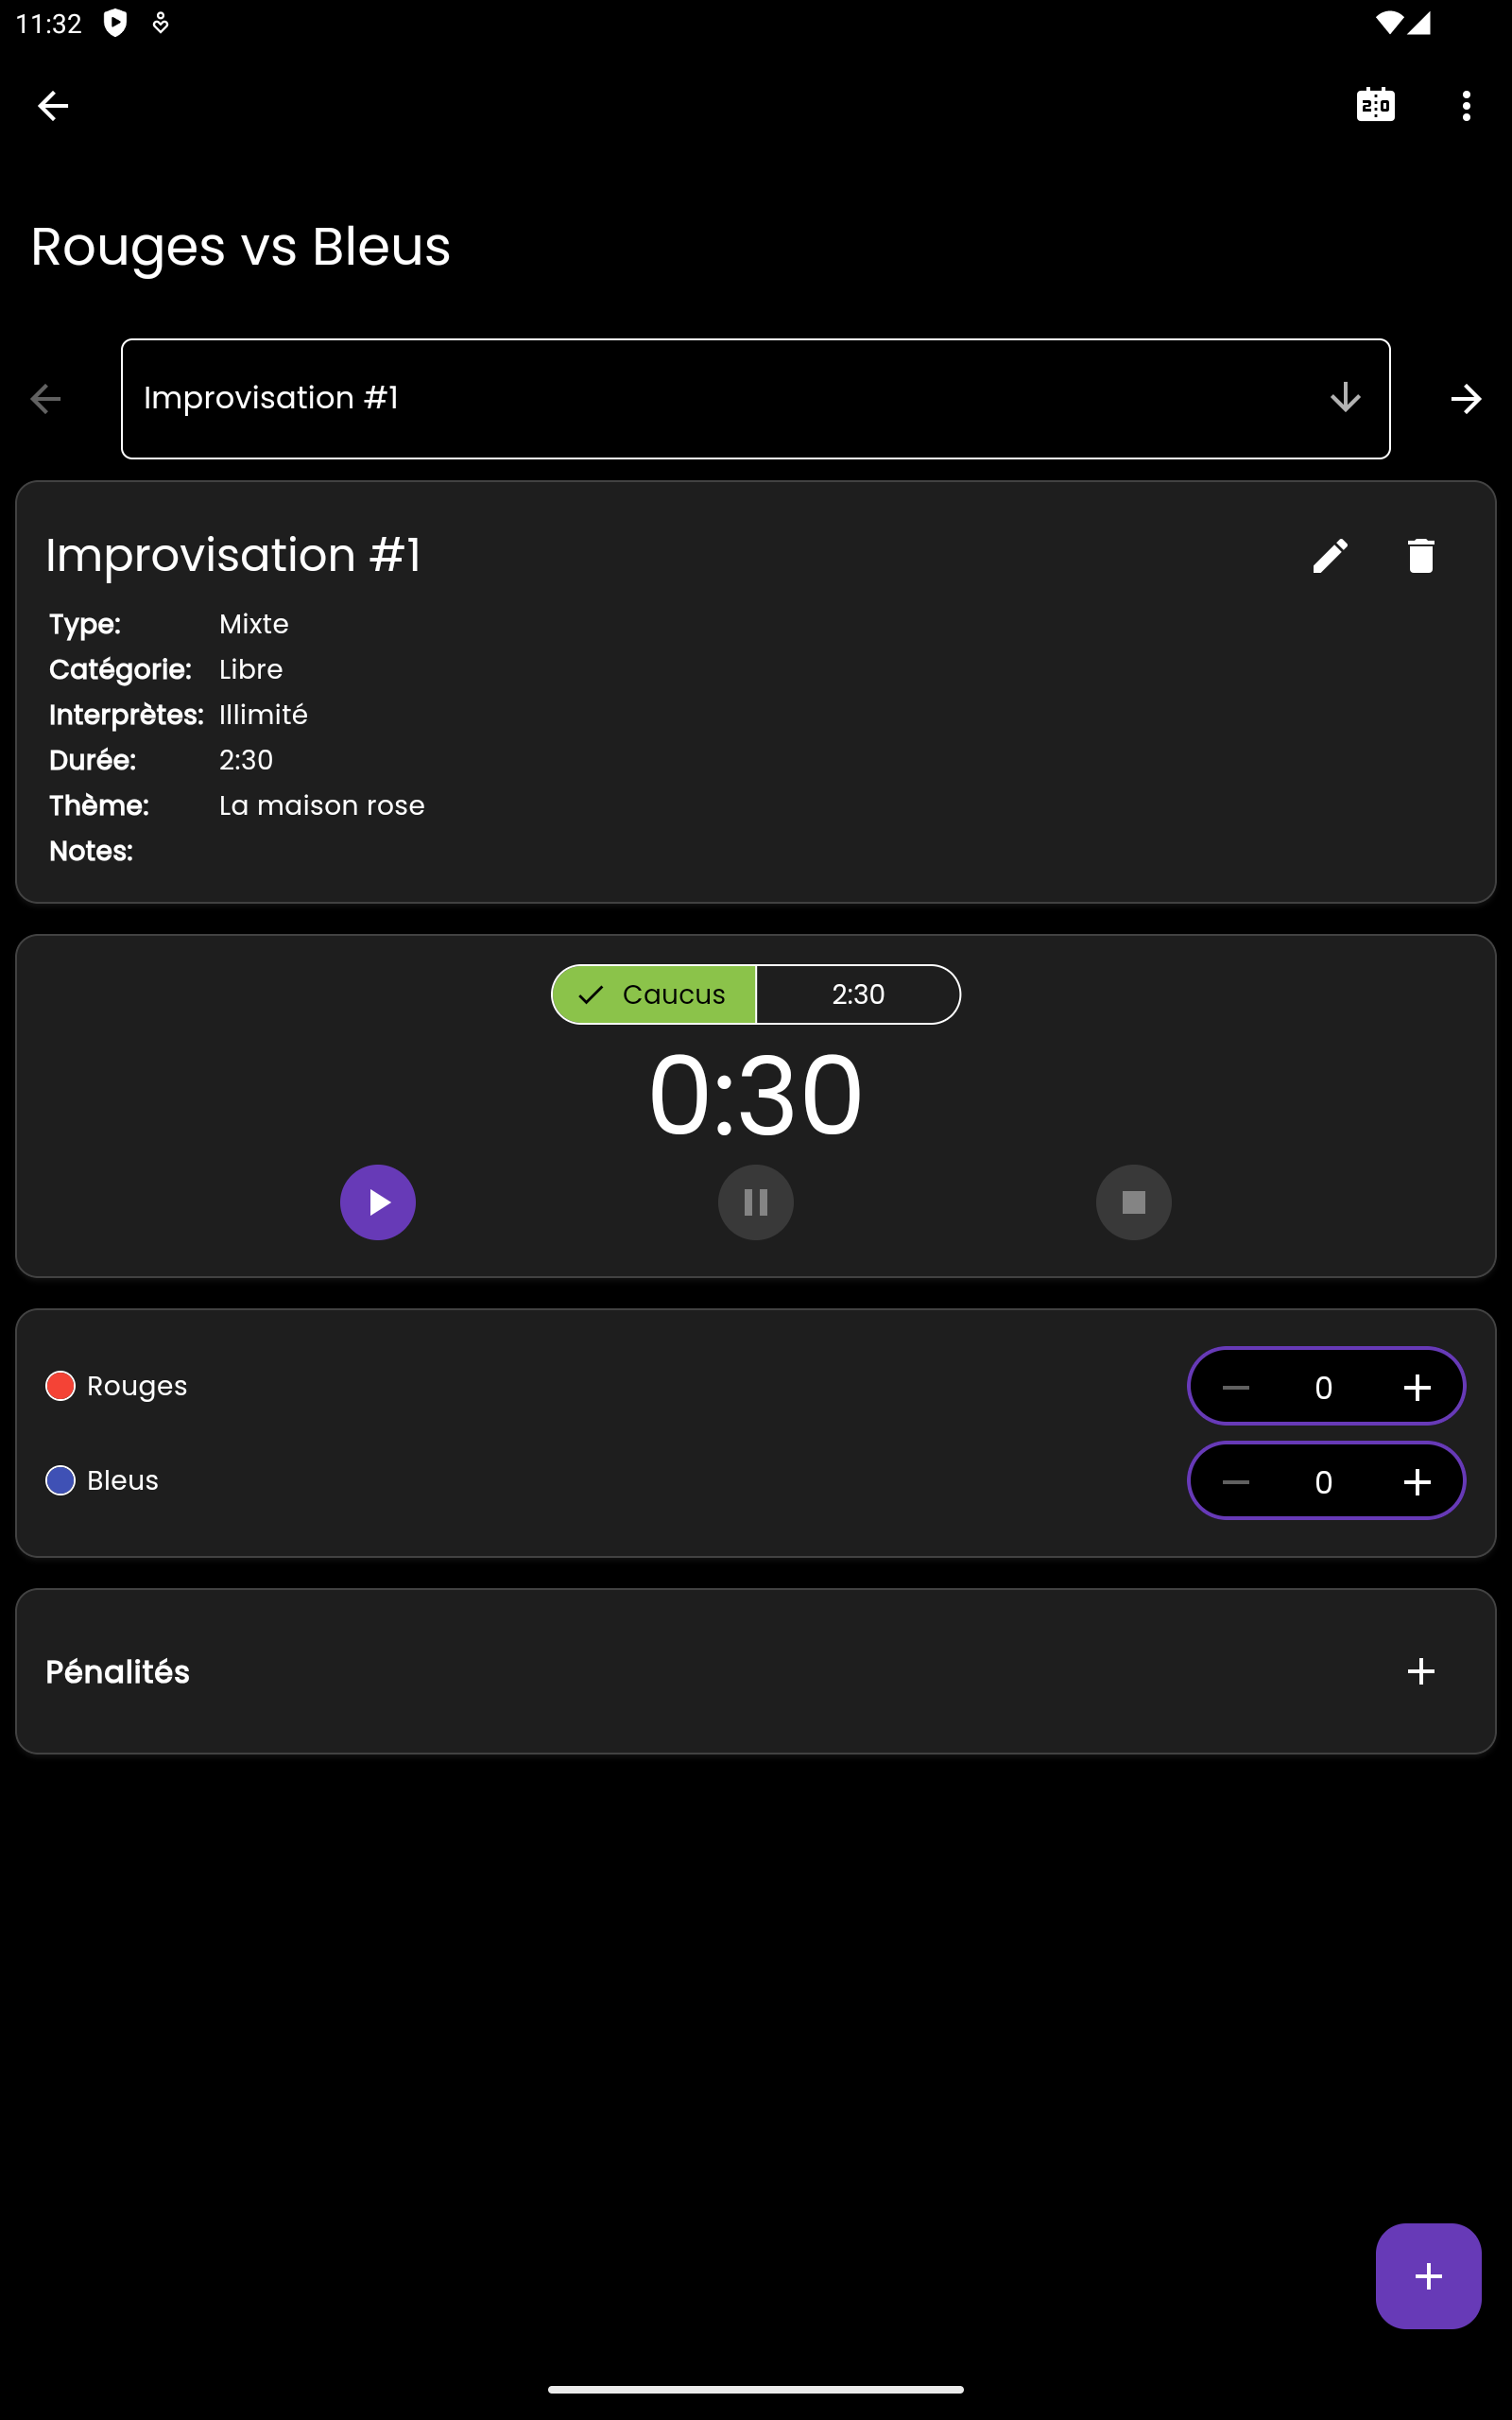 11:32
2:0
Rouges vs Bleus
Improvisation #1
Improvisation #1
Type: Mixte
Catégorie: Libre
Interprètes: Illimité
Durée: 2:30
Thème: La maison rose
Notes:
Caucus 2:30
0:30
Rouges 0
Bleus 0
Pénalités